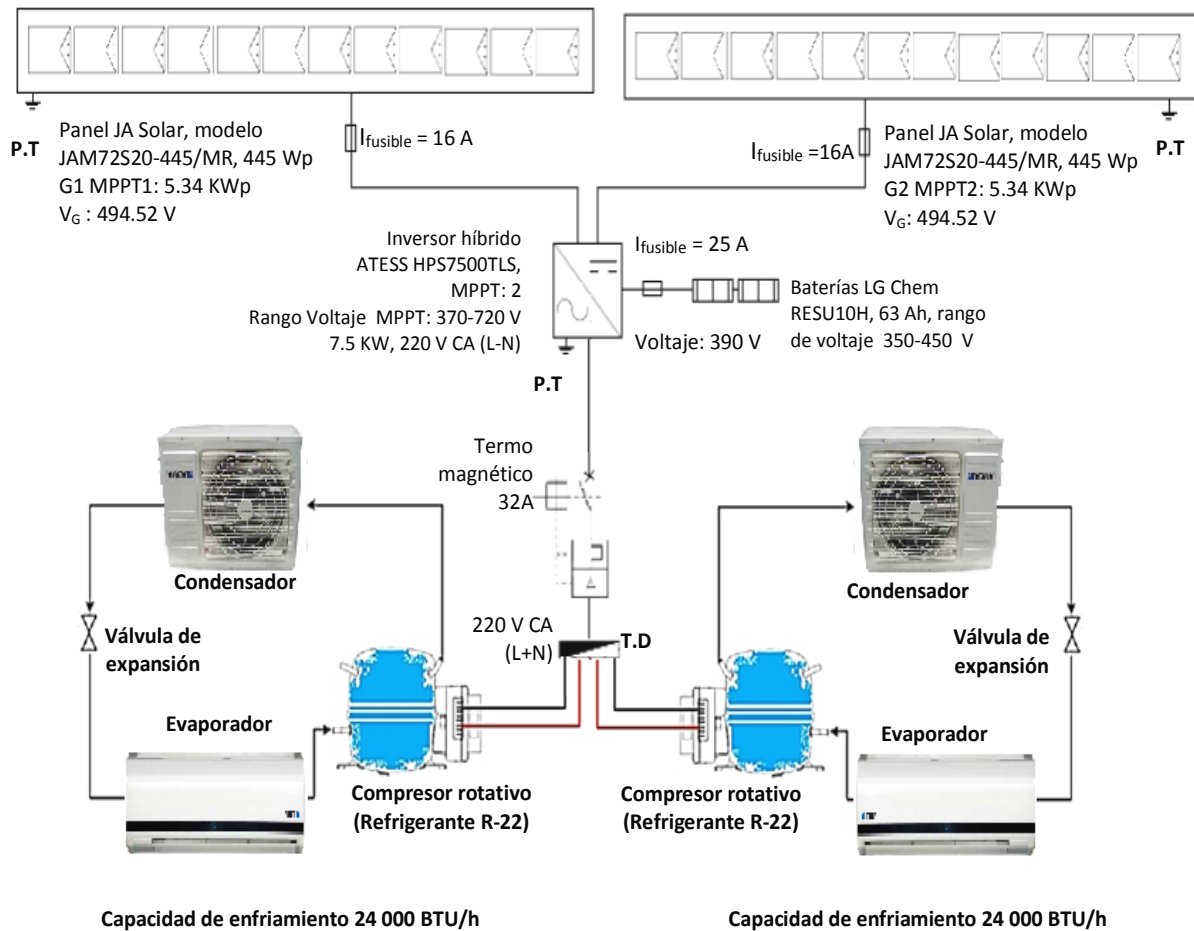 P.T
Panel JA Solar, modelo
JAM72S20-445/MR, 445 Wp
G1 MPPT1: 5.34 KWp
VG : 494.52 V
Ifusible = 16 A
Ifusible =16A
Panel JA Solar, modelo
JAM72S20-445/MR, 445 Wp
G2 MPPT2: 5.34 KWp
VG: 494.52 V
P.T
Inversor híbrido
ATESS HPS7500TLS,
MPPT: 2
Rango Voltaje MPPT: 370-720 V
7.5 KW, 220 V CA (L-N)
Ifusible = 25 A
Voltaje: 390 V
Baterías LG Chem
RESU10H, 63 Ah, rango
de voltaje 350-450 V
P.T
Termo
magnético
32A
Condensador
Condensador
Válvula de
expansión
220 V CA
(L+N)
T.D
Válvula de
expansión
Evaporador
Evaporador
Compresor rotativo
(Refrigerante R-22)
Compresor rotativo
(Refrigerante R-22)
Capacidad de enfriamiento 24 000 BTU/h
Capacidad de enfriamiento 24 000 BTU/h